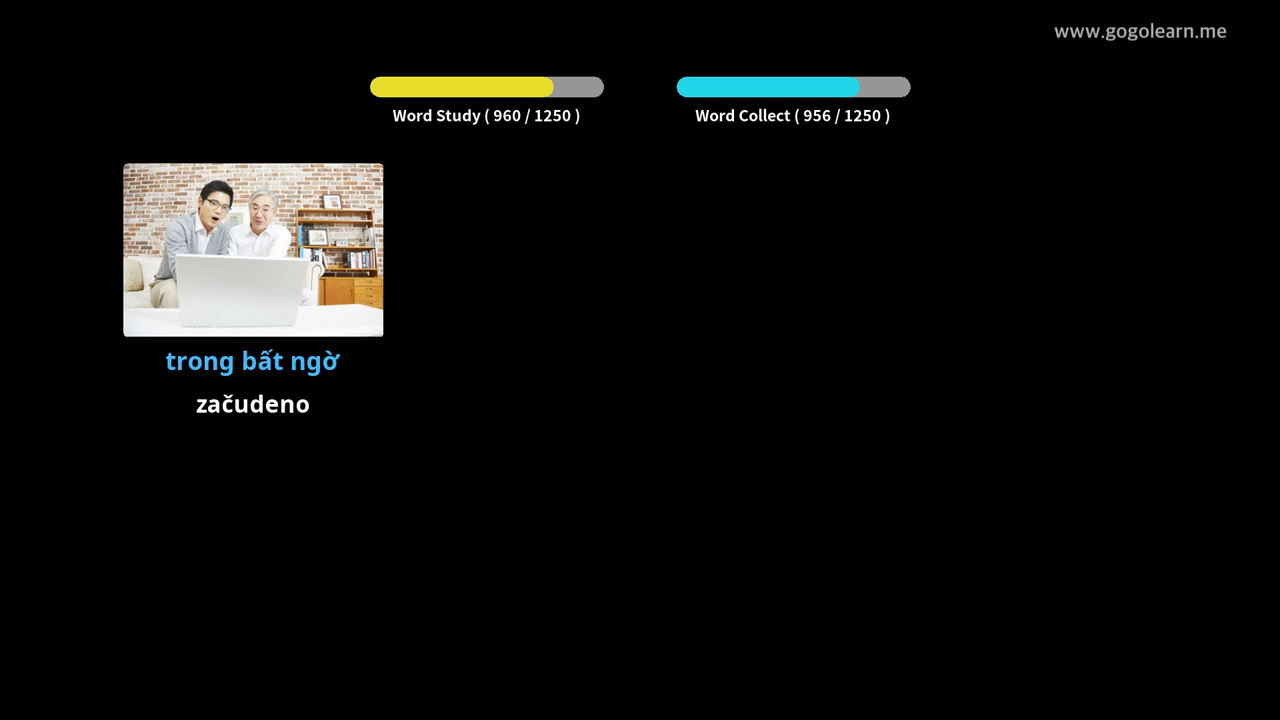 www.gogolearn.me
Word Study ( 960 / 1250 )
Word Collect ( 956 / 1250 )
trong bất ngờ
začudeno